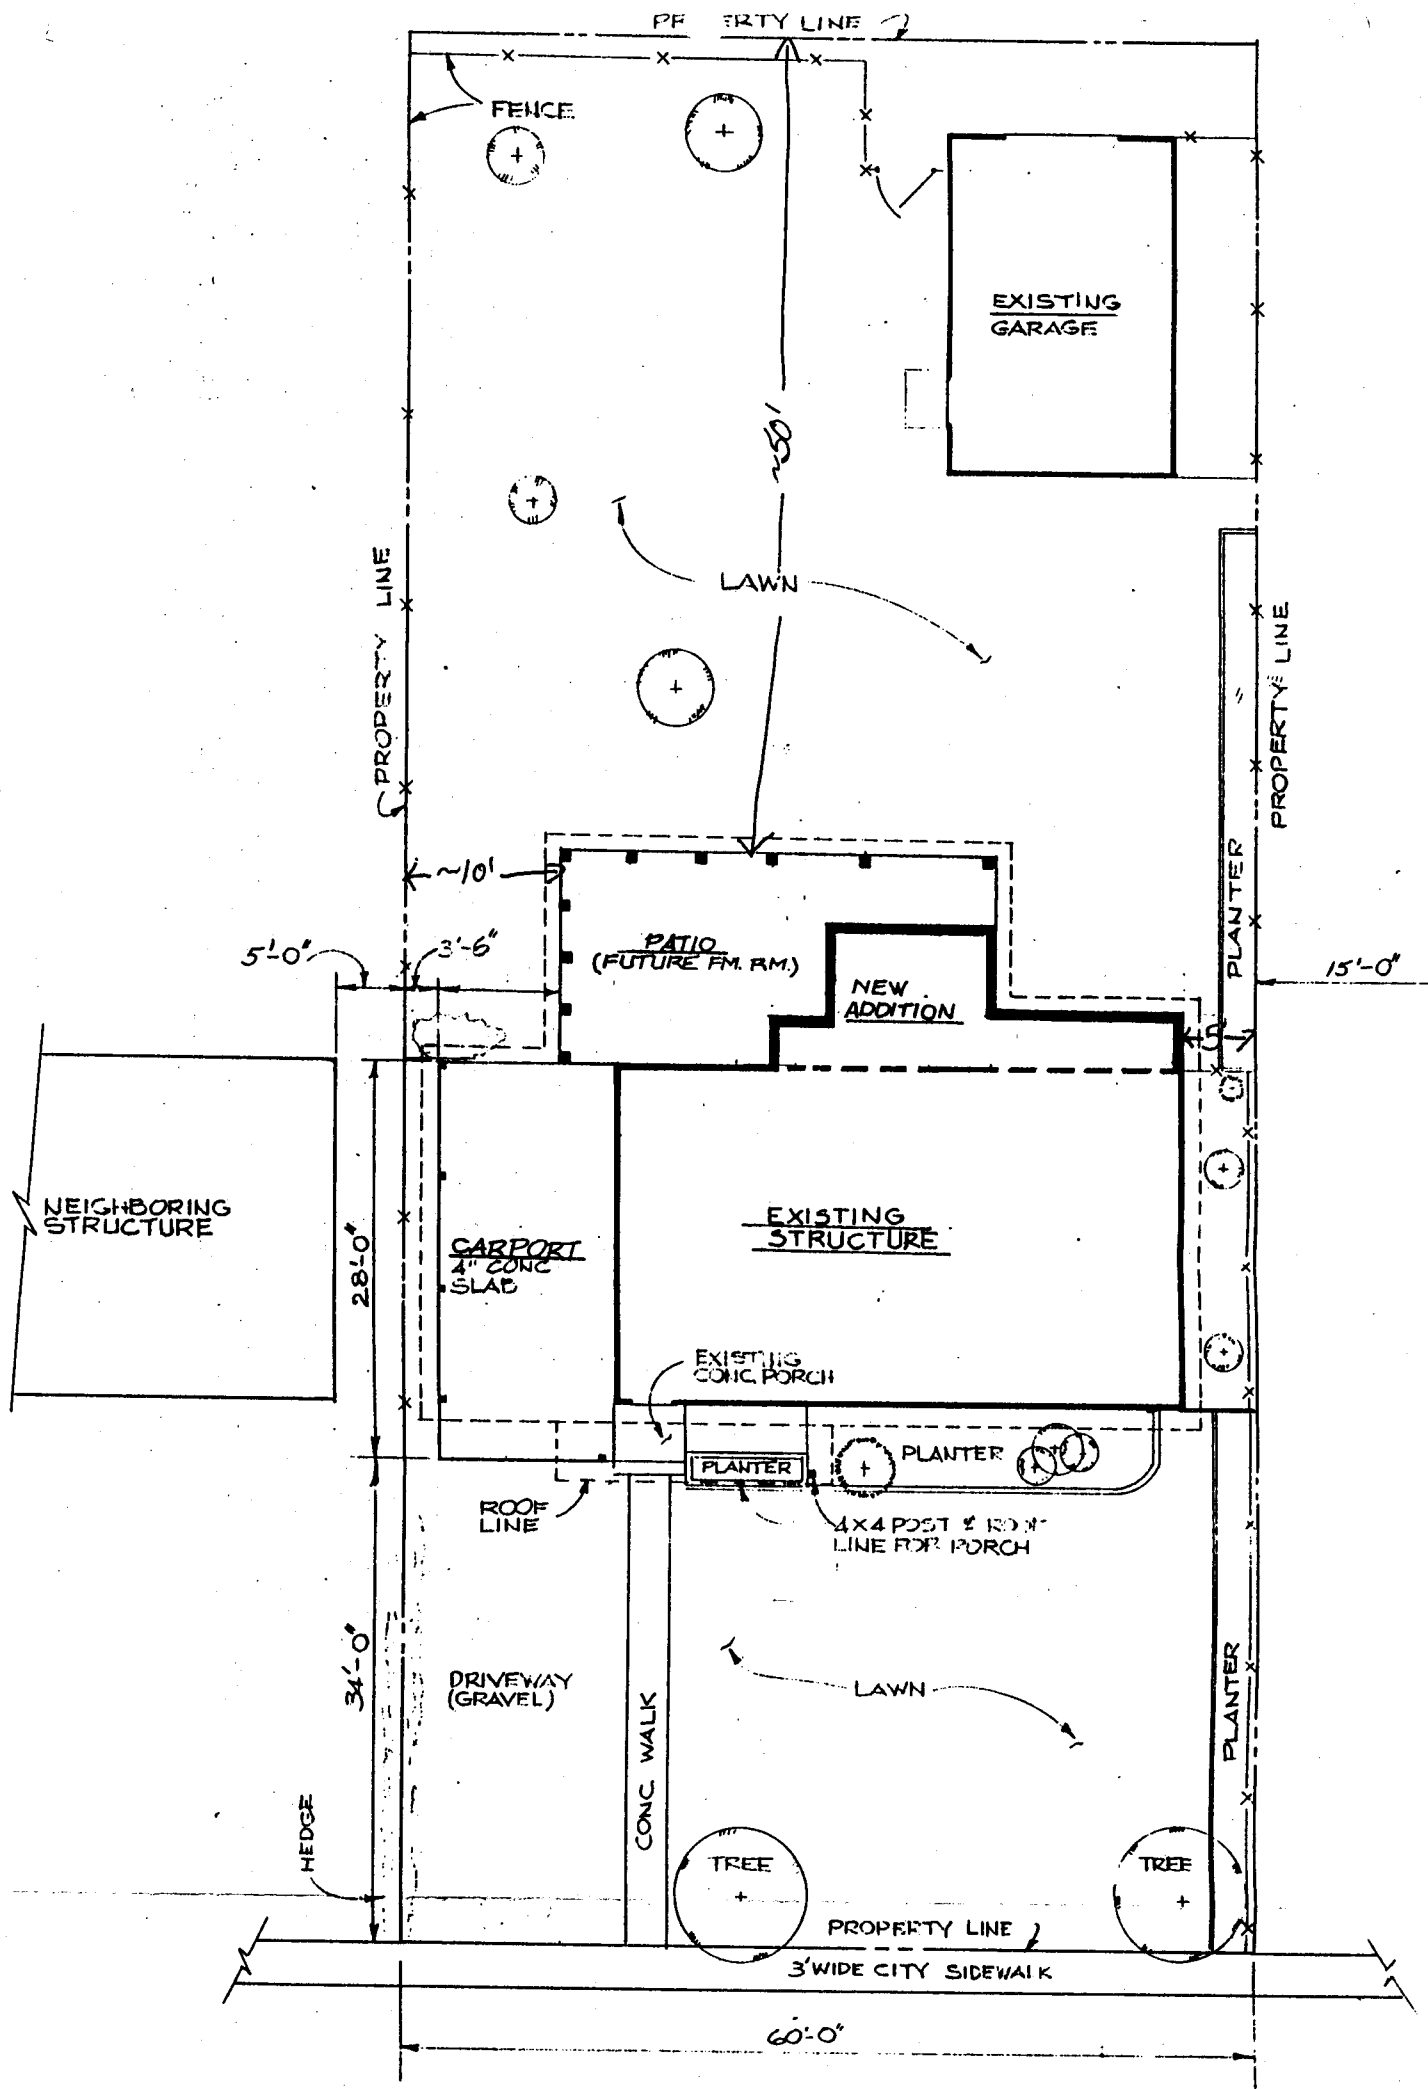 PROPERTY LINE
FENCE
EXISTING
GARAGE
~50'
LAWN
PROPERTY LINE
PROPERTY LINE
PLANTER
~10'
5'-0"
3'-6"
PATIO
(FUTURE FM. RM.)
NEW
ADDITION
15'-0"
5'
NEIGHBORING
STRUCTURE
28'-0"
CARPORT
4" CONC
SLAB
EXISTING
STRUCTURE
EXISTING
CONC. PORCH
PLANTER
PLANTER
ROOF
LINE
4X4 POST & ROOF
LINE FOR PORCH
34'-0"
DRIVEWAY
(GRAVEL)
CONC WALK
LAWN
PLANTER
HEDGE
TREE
TREE
PROPERTY LINE
3' WIDE CITY SIDEWALK
60'-0"